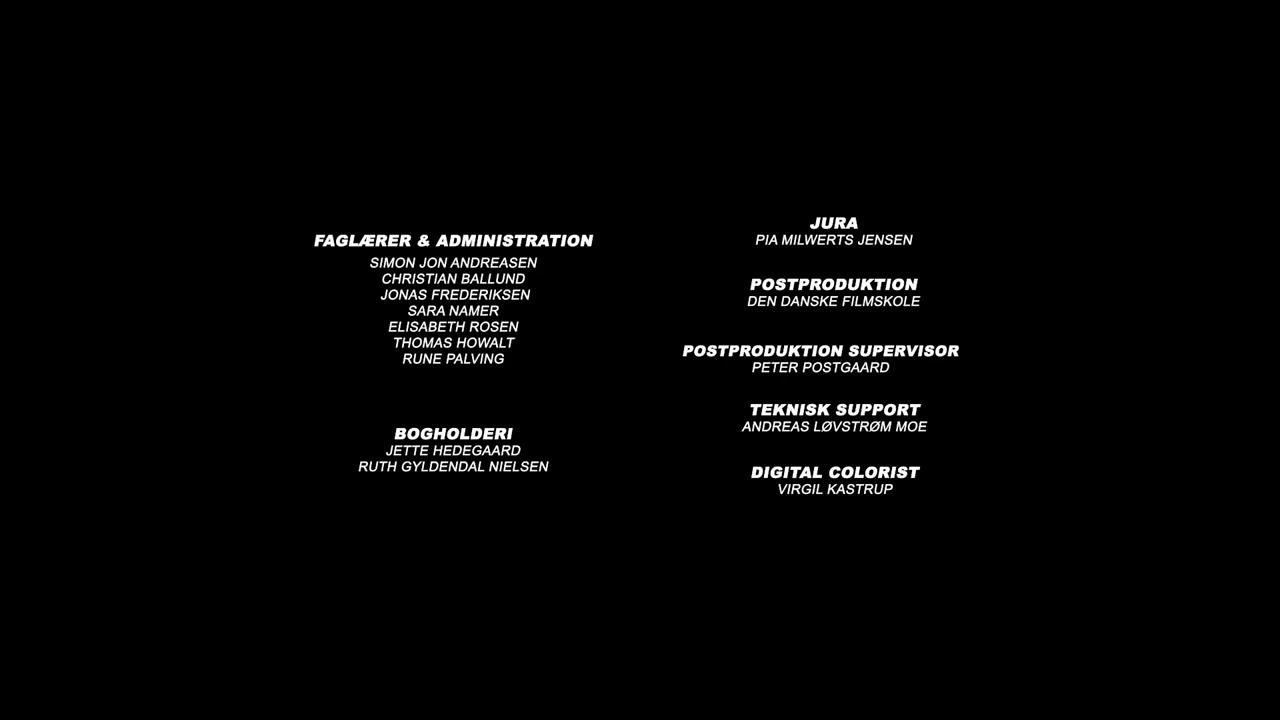 FAGLÆRER & ADMINISTRATION
SIMON JON ANDREASEN
CHRISTIAN BALLUND
JONAS FREDERIKSEN
SARA NAMER
ELISABETH ROSEN
THOMAS HOWALT
RUNE PALVING
BOGHOLDERI
JETTE HEDEGAARD
RUTH GYLDENDAL NIELSEN
JURA
PIA MILWERTS JENSEN
POSTPRODUKTION
DEN DANSKE FILMSKOLE
POSTPRODUKTION SUPERVISOR
PETER POSTGAARD
TEKNISK SUPPORT
ANDREAS LØVSTRØM MOE
DIGITAL COLORIST
VIRGIL KASTRUP